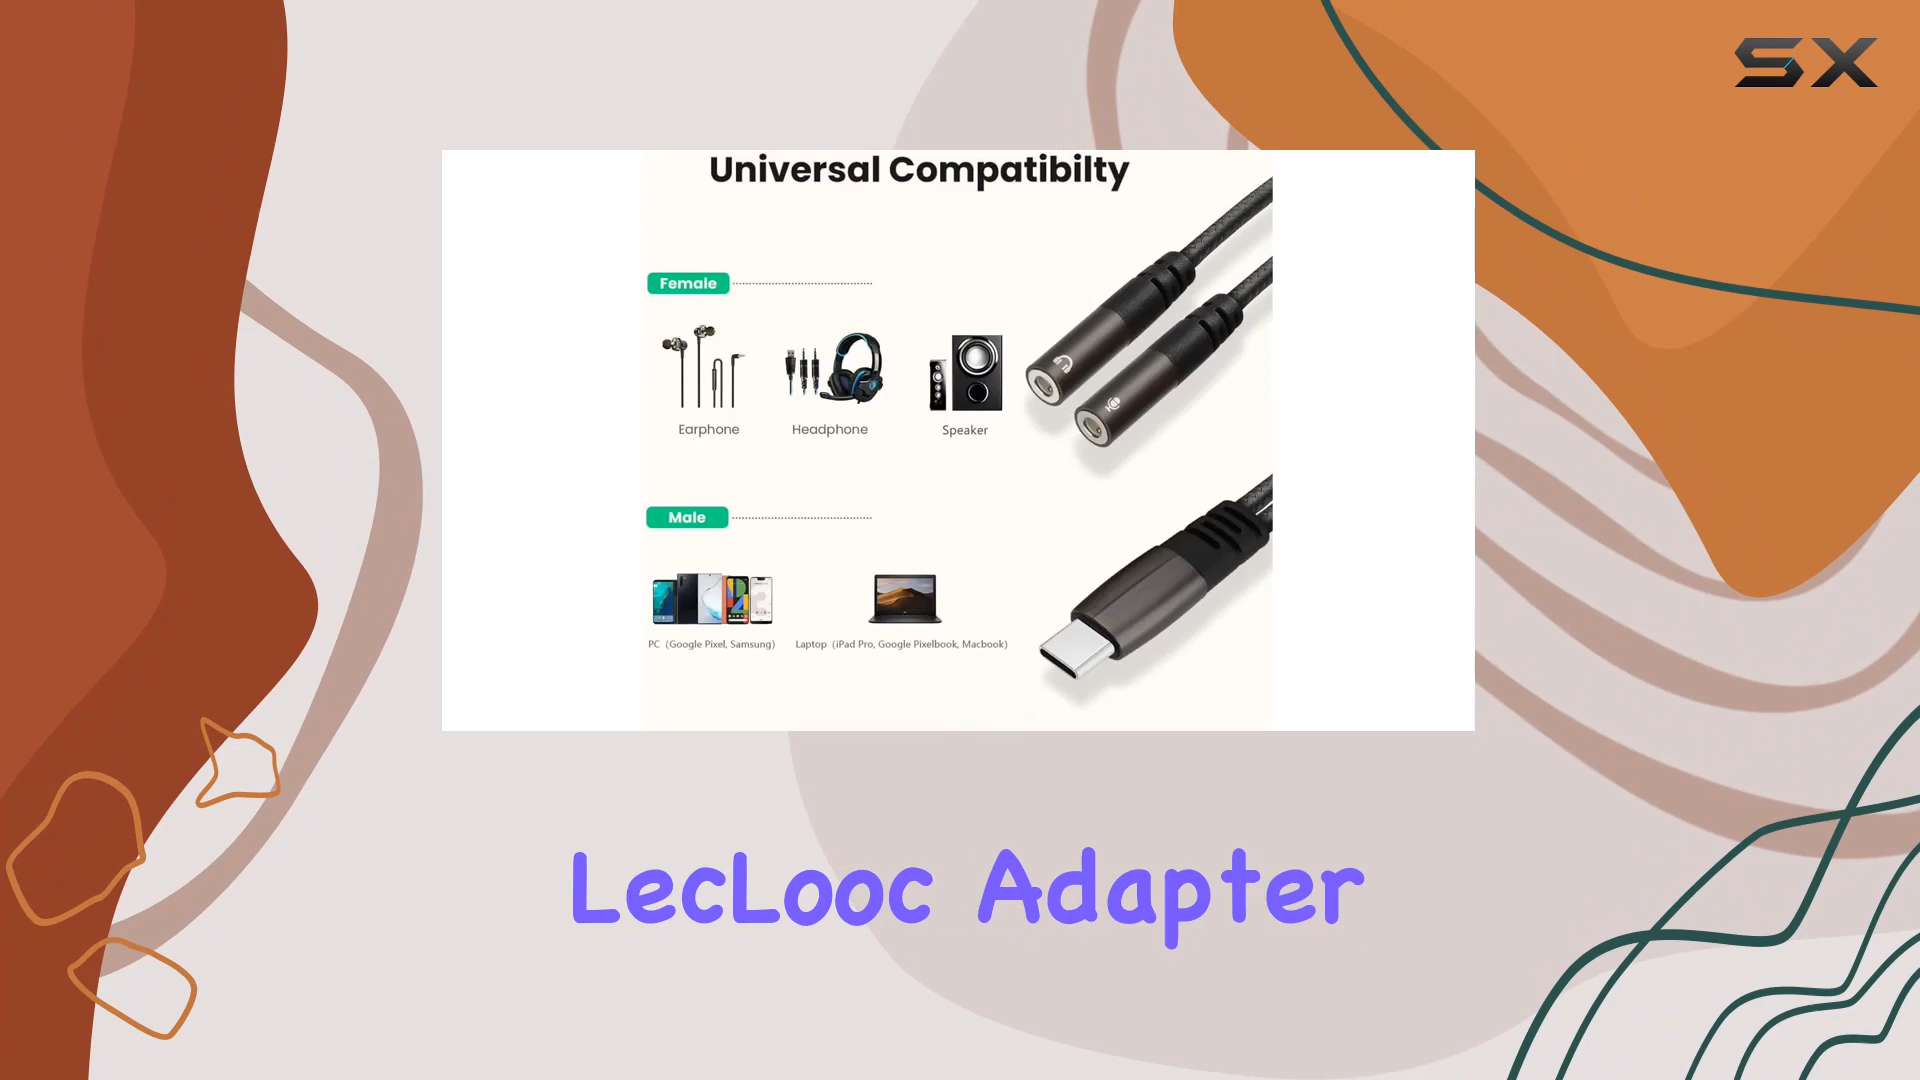 SX
Universal Compatibilty
Female
Earphone Headphone Speaker
Male
PC（Google Pixel, Samsung） Laptop（iPad Pro, Google Pixelbook, Macbook）
LecLooc Adapter